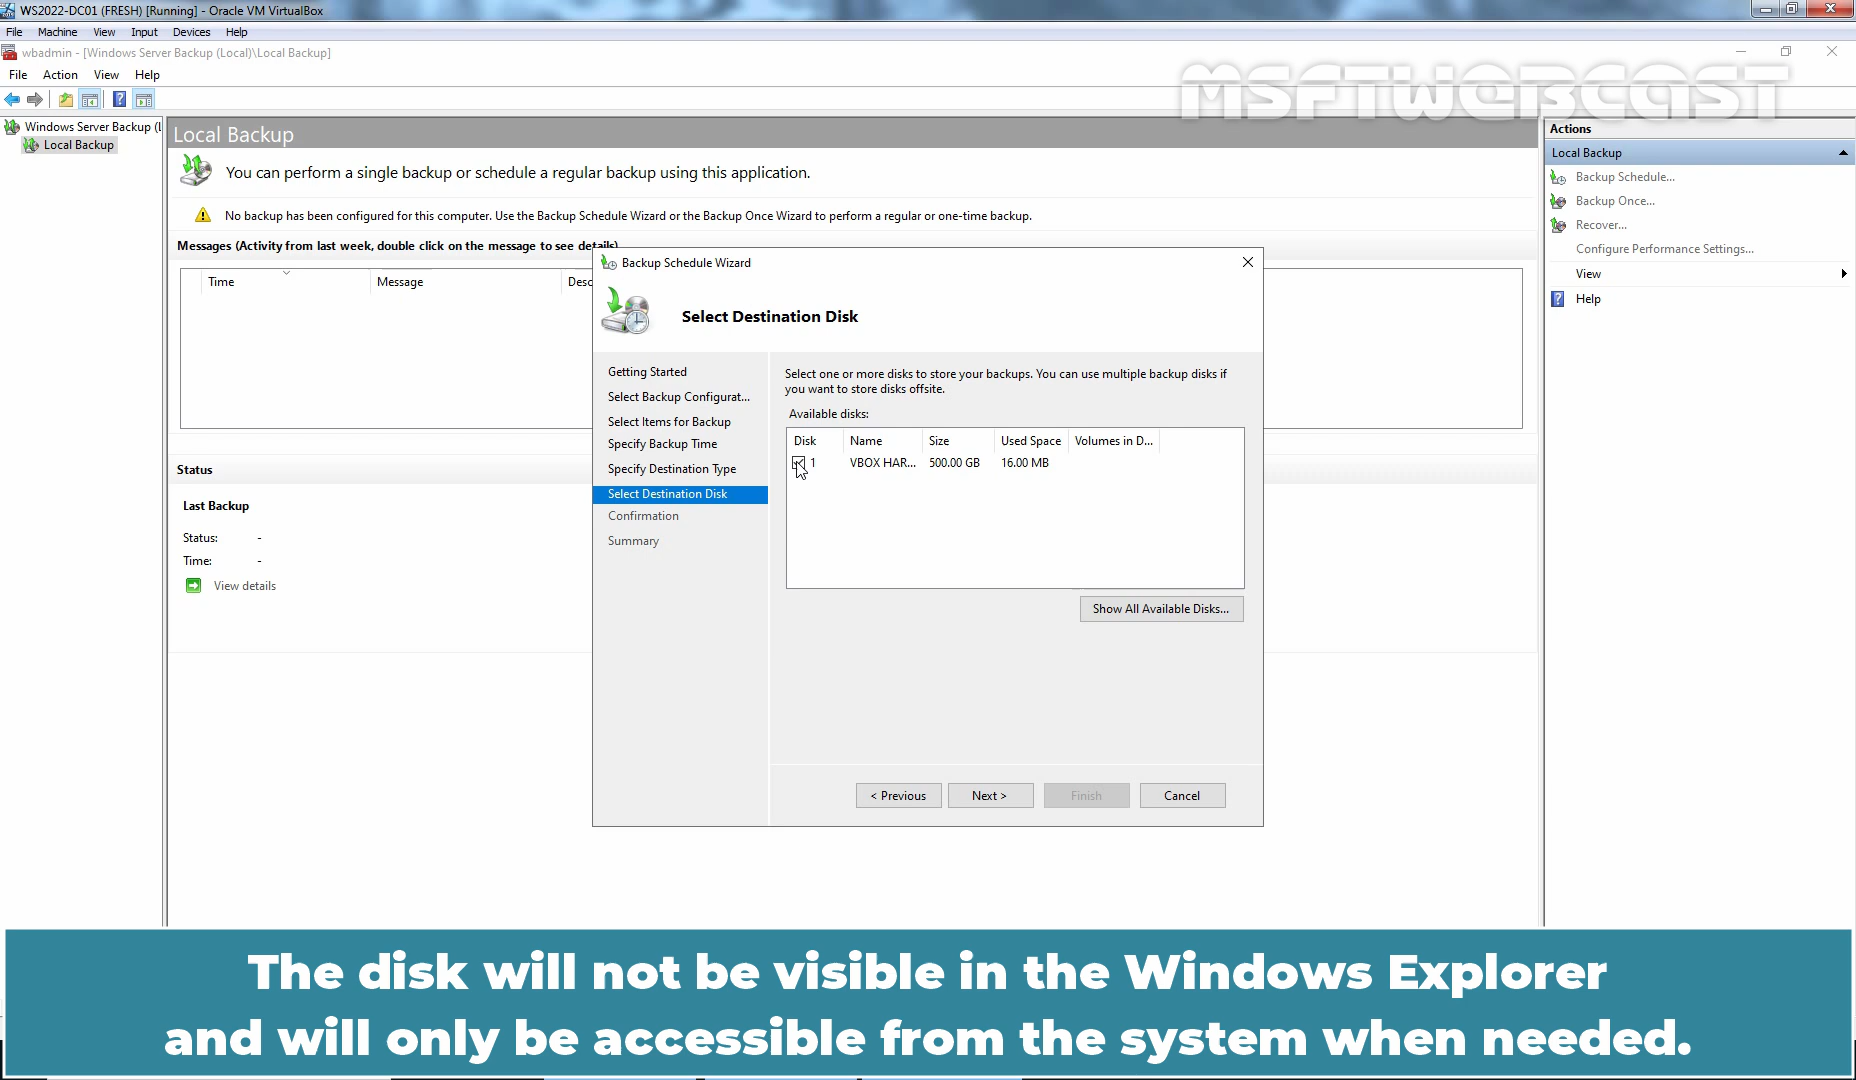 WS2022-DC01 (FRESH) [Running] - Oracle VM VirtualBox
File Machine View Input Devices Help
wbadmin - [Windows Server Backup (Local)\Local Backup]
File Action View Help
MSFTWEBCAST
Windows Server Backup (L
Local Backup
Local Backup
You can perform a single backup or schedule a regular backup using this application.
No backup has been configured for this computer. Use the Backup Schedule Wizard or the Backup Once Wizard to perform a regular or one-time backup.
Messages (Activity from last week, double click on the message to see details)
Time Message Desc
Status
Last Backup
Status: -
Time: -
View details
Backup Schedule Wizard
Select Destination Disk
Getting Started
Select Backup Configurat...
Select Items for Backup
Specify Backup Time
Specify Destination Type
Select Destination Disk
Confirmation
Summary
Select one or more disks to store your backups. You can use multiple backup disks if
you want to store disks offsite.
Available disks:
Disk Name Size Used Space Volumes in D...
1 VBOX HAR... 500.00 GB 16.00 MB
Show All Available Disks...
< Previous Next > Finish Cancel
Actions
Local Backup
Backup Schedule...
Backup Once...
Recover...
Configure Performance Settings...
View
Help
The disk will not be visible in the Windows Explorer
and will only be accessible from the system when needed.